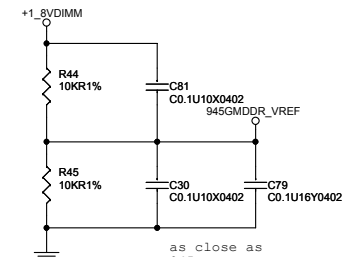 +1_8VDIMM
R44
10KR1%
C81
C0.1U10X0402
945GMDDR_VREF
R45
10KR1%
C30
C0.1U10X0402
C79
C0.1U16Y0402
as close as